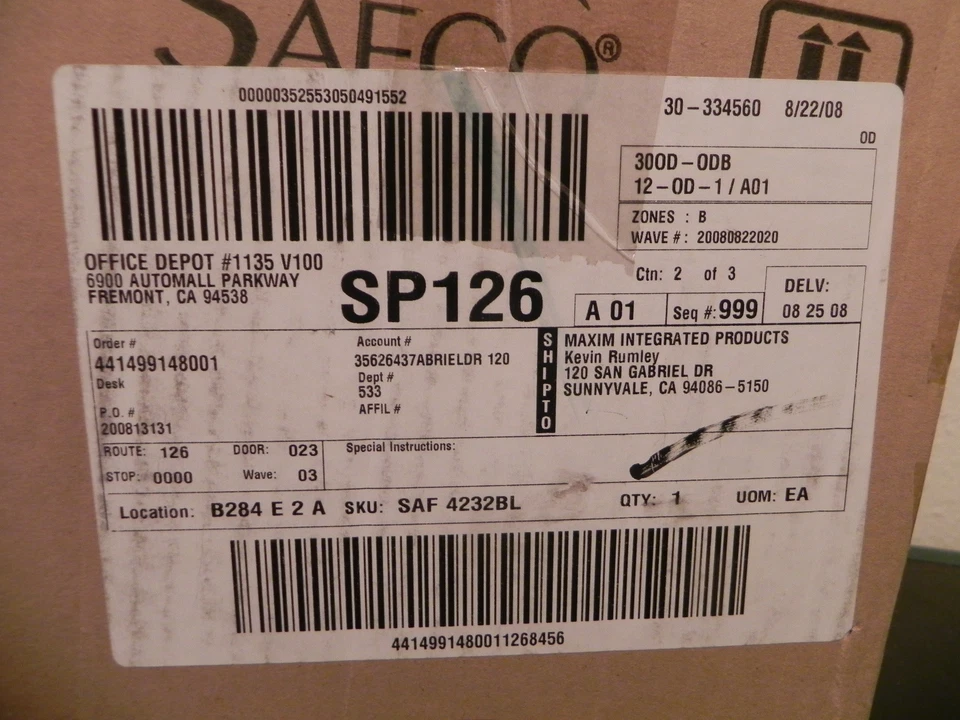 SAFCO®
00000352553050491552
30-334560 8/22/08
OD
30OD-ODB
12-OD-1 / A01
ZONES : B
WAVE # : 20080822020
OFFICE DEPOT #1135 V100
6900 AUTOMALL PARKWAY
FREMONT, CA 94538
SP126
Ctn: 2 of 3
A 01
Seq #: 999
DELV:
08 25 08
Order #
441499148001
Desk
P.O. #
200813131
Account #
35626437ABRIELDR 120
Dept #
533
AFFIL #
SHIPTO
MAXIM INTEGRATED PRODUCTS
Kevin Rumley
120 SAN GABRIEL DR
SUNNYVALE, CA 94086-5150
ROUTE: 126 DOOR: 023
STOP: 0000 Wave: 03
Special Instructions:
Location: B284 E 2 A SKU: SAF 4232BL QTY: 1 UOM: EA
4414991480011268456